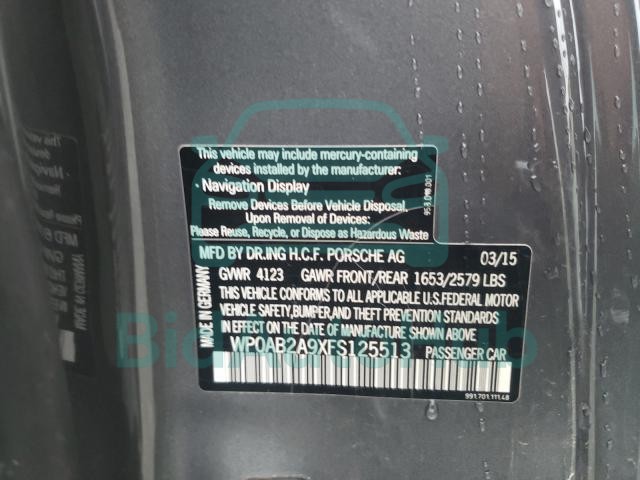 This vehicle may include mercury-containing
devices installed by the manufacturer:
· Navigation Display
Remove Devices Before Vehicle Disposal.
Upon Removal of Devices:
Please Reuse, Recycle, or Dispose as Hazardous Waste
MFD BY DR.ING H.C.F. PORSCHE AG 03/15
GVWR 4123 GAWR FRONT/REAR 1653/2579 LBS
THIS VEHICLE CONFORMS TO ALL APPLICABLE U.S.FEDERAL MOTOR
VEHICLE SAFETY,BUMPER,AND THEFT PREVENTION STANDARDS
IN EFFECT ON THE DATE OF MANUFACTURE SHOWN ABOVE.
WP0AB2A9XFS125513 PASSENGER CAR
MADE IN GERMANY
991.701.111.48
BidAutoHub